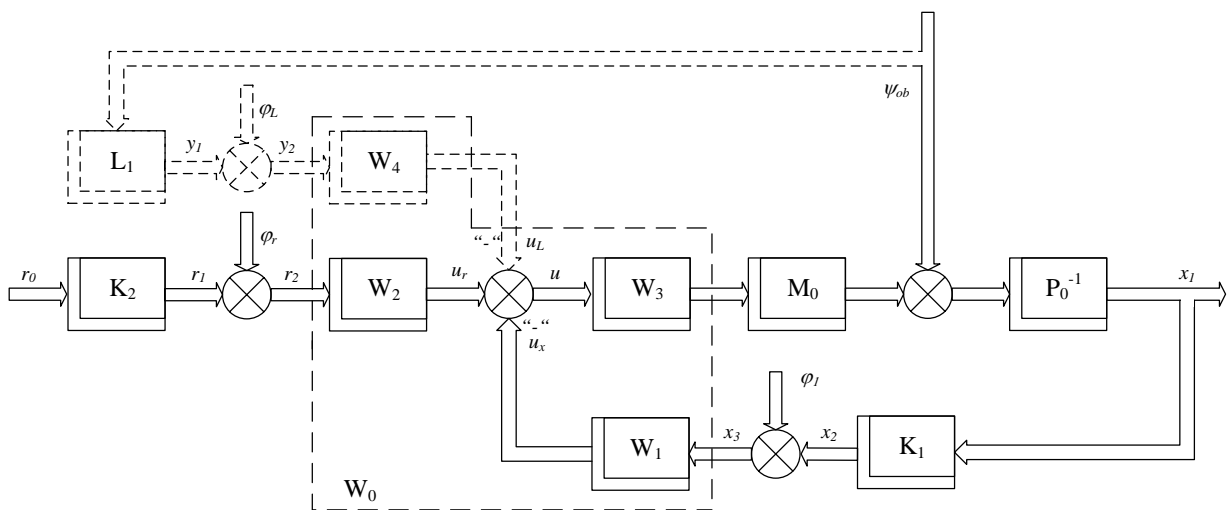 ψob
φL
L1
y1
y2
W4
φr
“-“
uL
r0
K2
r1
r2
W2
ur
u
W3
M0
P0-1
x1
“-“
ux
φ1
W1
x3
x2
K1
W0